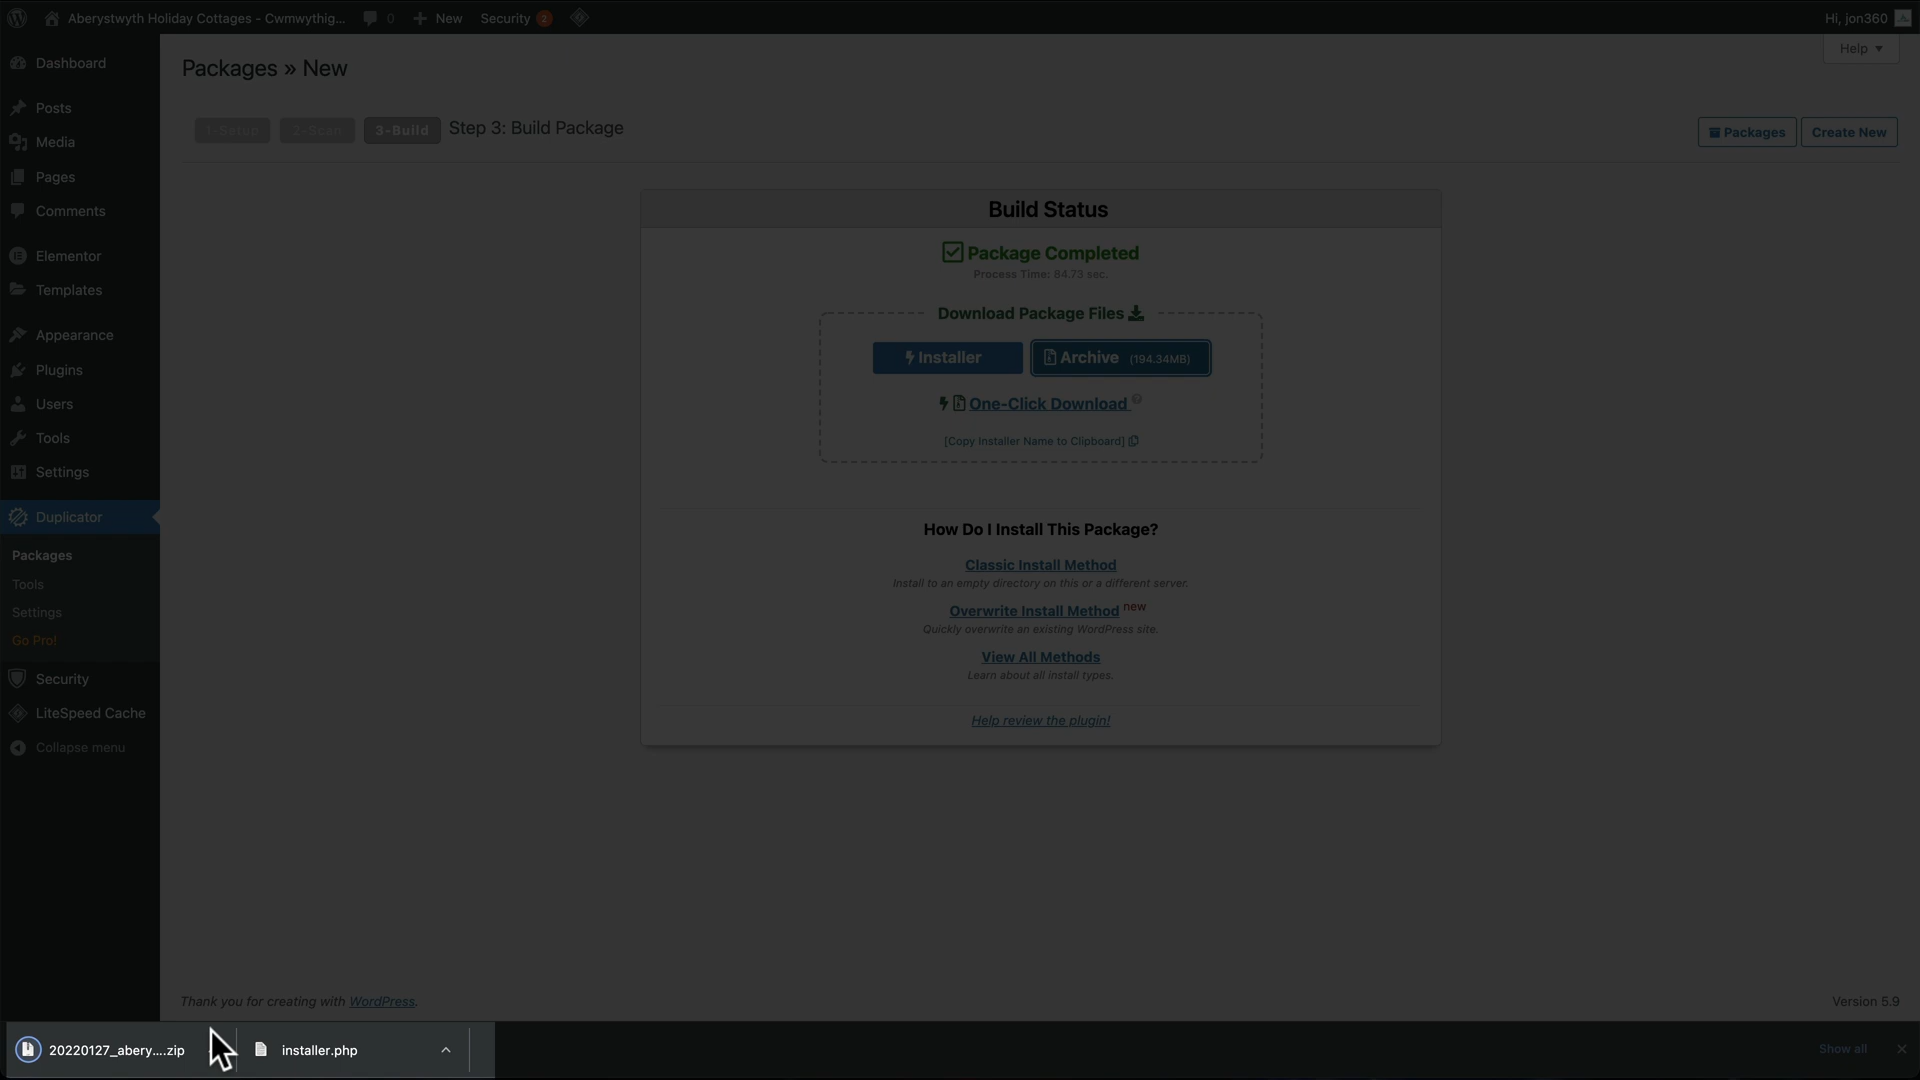 Aberystwyth Holiday Cottages - Cwmwythig... 0 New Security 2
Hi, jon360
Help
Dashboard
Posts
Media
Pages
Comments
Elementor
Templates
Appearance
Plugins
Users
Tools
Settings
Duplicator
Packages
Tools
Settings
Go Pro!
Security
LiteSpeed Cache
Collapse menu
Packages » New
1-Setup 2-Scan 3-Build Step 3: Build Package
Packages Create New
Build Status
Package Completed
Process Time: 84.73 sec.
Download Package Files
Installer Archive (194.34MB)
One-Click Download
[Copy Installer Name to Clipboard]
How Do I Install This Package?
Classic Install Method
Install to an empty directory on this or a different server.
Overwrite Install Method new
Quickly overwrite an existing WordPress site.
View All Methods
Learn about all install types.
Help review the plugin!
Thank you for creating with WordPress.
Version 5.9
20220127_abery....zip
installer.php
Show all